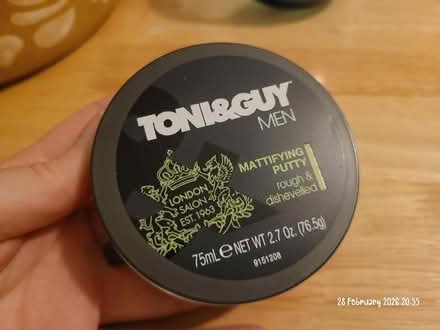 TONI&GUY
MEN
MATTIFYING
PUTTY
rough &
dishevelled
LONDON
SALON
EST. 1963
75mL e NET WT 2.7 Oz. (76.5g)
9151208
28 February 2026 20:55